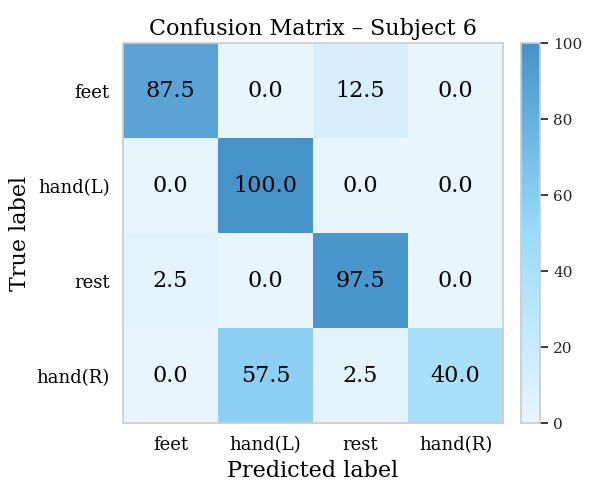 Confusion Matrix – Subject 6
True label
feet 87.5 0.0 12.5 0.0
hand(L) 0.0 100.0 0.0 0.0
rest 2.5 0.0 97.5 0.0
hand(R) 0.0 57.5 2.5 40.0
feet hand(L) rest hand(R)
Predicted label
100
80
60
40
20
0